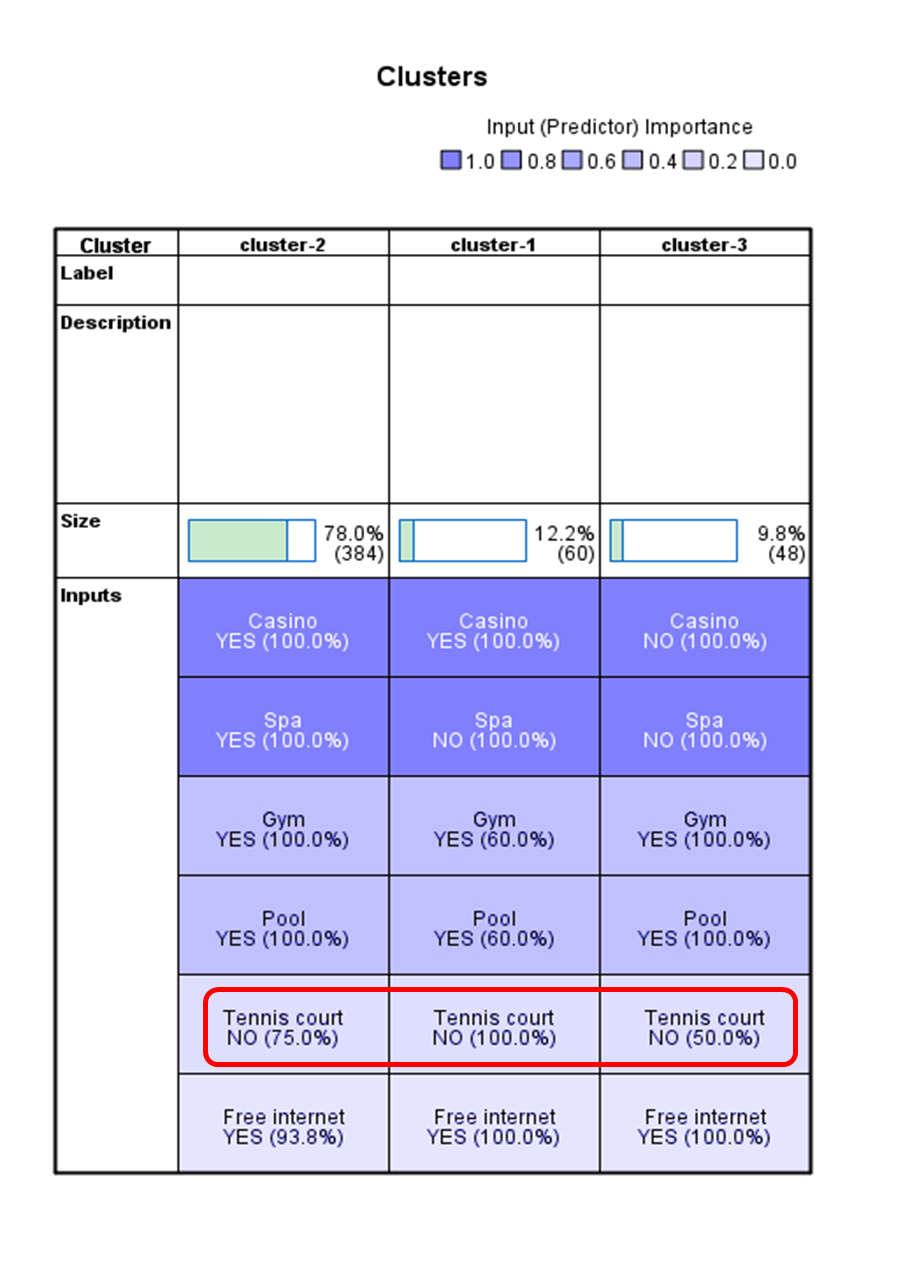 Clusters
Input (Predictor) Importance
1.0 0.8 0.6 0.4 0.2 0.0
Cluster cluster-2 cluster-1 cluster-3
Label
Description
Size
78.0% 12.2% 9.8%
(384) (60) (48)
Inputs
Casino Casino Casino
YES (100.0%) YES (100.0%) NO (100.0%)
Spa Spa Spa
YES (100.0%) NO (100.0%) NO (100.0%)
Gym Gym Gym
YES (100.0%) YES (60.0%) YES (100.0%)
Pool Pool Pool
YES (100.0%) YES (60.0%) YES (100.0%)
Tennis court Tennis court Tennis court
NO (75.0%) NO (100.0%) NO (50.0%)
Free internet Free internet Free internet
YES (93.8%) YES (100.0%) YES (100.0%)